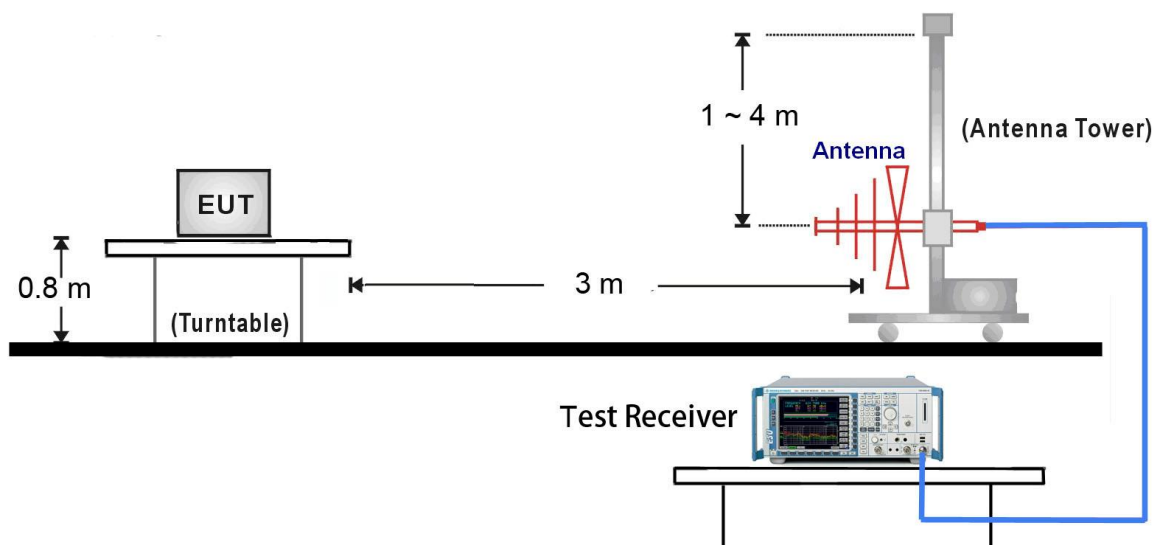 1 ~ 4 m
(Antenna Tower)
Antenna
EUT
0.8 m
3 m
(Turntable)
Test Receiver